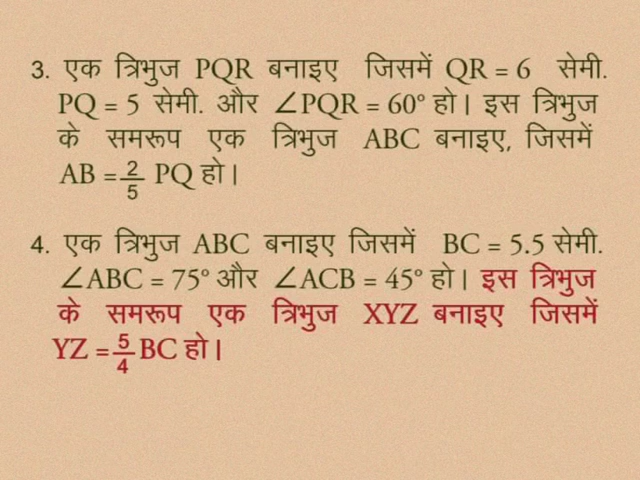 3. एक त्रिभुज PQR बनाइए जिसमें QR = 6 सेमी.
PQ = 5 सेमी. और ∠PQR = 60° हो। इस त्रिभुज
के समरूप एक त्रिभुज ABC बनाइए, जिसमें
AB = 2/5 PQ हो।
4. एक त्रिभुज ABC बनाइए जिसमें BC = 5.5 सेमी.
∠ABC = 75° और ∠ACB = 45° हो। इस त्रिभुज
के समरूप एक त्रिभुज XYZ बनाइए जिसमें
YZ = 5/4 BC हो।